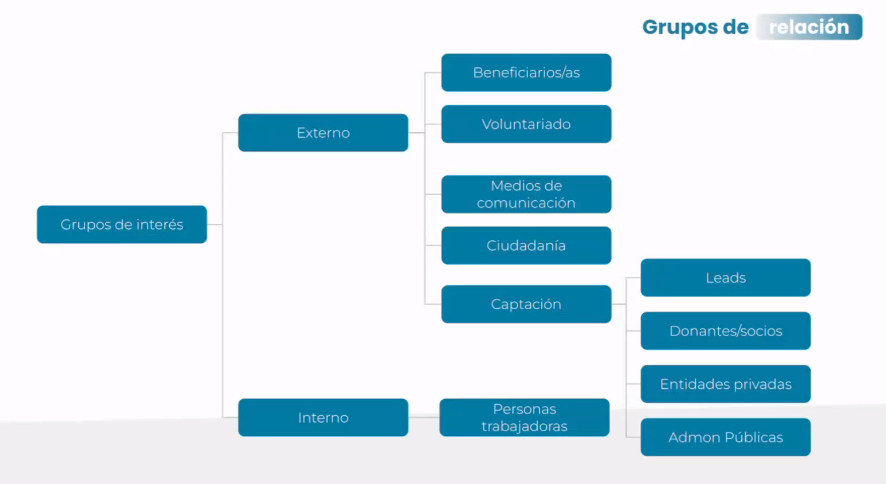 Grupos de relación
Beneficiarios/as
Externo
Voluntariado
Medios de
comunicación
Grupos de interés
Ciudadanía
Captación
Leads
Donantes/socios
Entidades privadas
Interno
Personas
trabajadoras
Admon Públicas